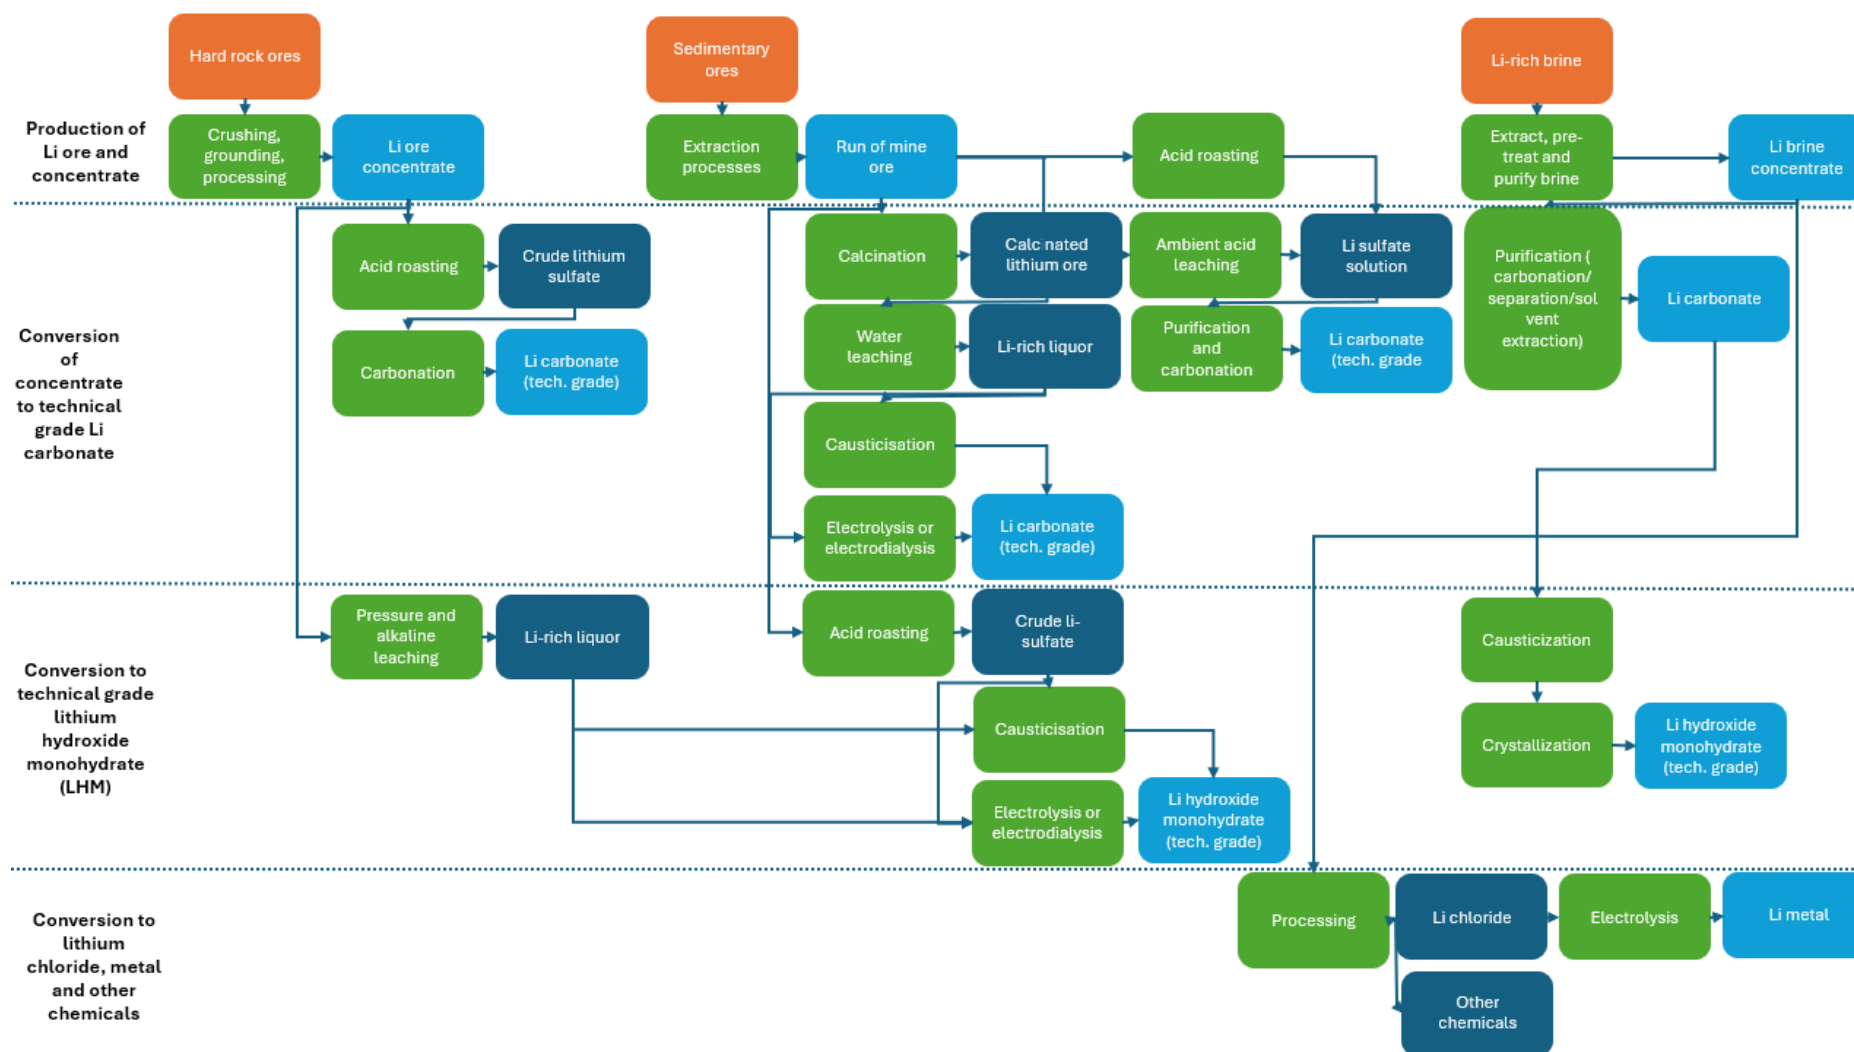 Hard rock ores
Sedimentary
ores
Li-rich brine
Production of
Li ore and
concentrate
Crushing,
grounding,
processing
Li ore
concentrate
Extraction
processes
Run of mine
ore
Acid roasting
Extract, pre-
treat and
purify brine
Li brine
concentrate
Conversion
of
concentrate
to technical
grade Li
carbonate
Acid roasting
Crude lithium
sulfate
Carbonation
Li carbonate
(tech. grade)
Calcination
Calc nated
lithium ore
Ambient acid
leaching
Li sulfate
solution
Water
leaching
Li-rich liquor
Purification
and
carbonation
Li carbonate
(tech. grade
Causticisation
Electrolysis or
electrodialysis
Li carbonate
(tech. grade)
Purification (
carbonation/
separation/sol
vent
extraction)
Li carbonate
Conversion to
technical grade
lithium
hydroxide
monohydrate
(LHM)
Pressure and
alkaline
leaching
Li-rich liquor
Acid roasting
Crude li-
sulfate
Causticisation
Electrolysis or
electrodialysis
Li hydroxide
monohydrate
(tech. grade)
Causticization
Crystallization
Li hydroxide
monohydrate
(tech. grade)
Conversion to
lithium
chloride, metal
and other
chemicals
Processing
Li chloride
Electrolysis
Li metal
Other
chemicals